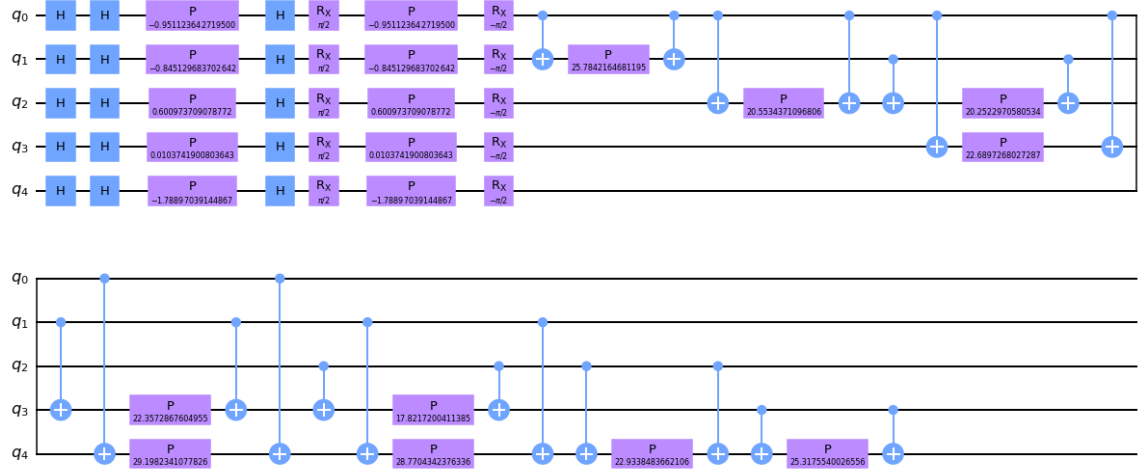 q0 H H P −0.951123642719500 H RX π/2 P −0.951123642719500 RX −π/2
q1 H H P −0.845129683702642 H RX π/2 P −0.845129683702642 RX −π/2 P 25.7842164681195
q2 H H P 0.600973709078772 H RX π/2 P 0.600973709078772 RX −π/2 P 20.5534371096806 P 20.2522970580534
q3 H H P 0.0103741900803643 H RX π/2 P 0.0103741900803643 RX −π/2 P 22.6897268027287
q4 H H P −1.78897039144867 H RX π/2 P −1.78897039144867 RX −π/2
q0
q1
q2
q3 P 22.3572867604955 P 17.8217200411385
q4 P 29.1982341077826 P 28.7704342376336 P 22.9338483662106 P 25.3175540026556